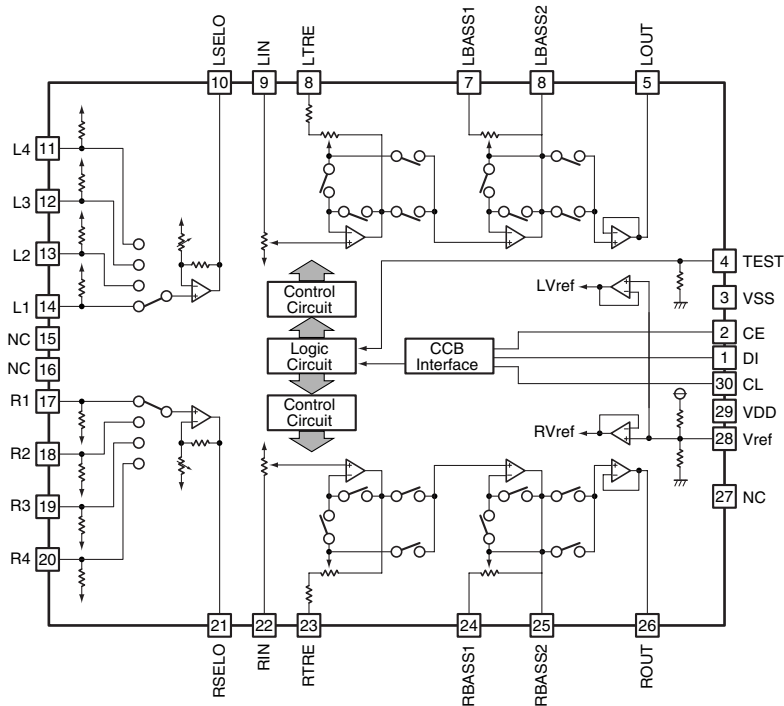 LSELO
LIN
LTRE
LBASS1
LBASS2
LOUT
10
9
8
7
8
5
L4 11
L3 12
L2 13
L1 14
NC 15
NC 16
R1 17
R2 18
R3 19
R4 20
4 TEST
3 VSS
2 CE
1 DI
30 CL
29 VDD
28 Vref
27 NC
LVref
RVref
Control
Circuit
Logic
Circuit
CCB
Interface
Control
Circuit
21
22
23
24
25
26
RSELO
RIN
RTRE
RBASS1
RBASS2
ROUT